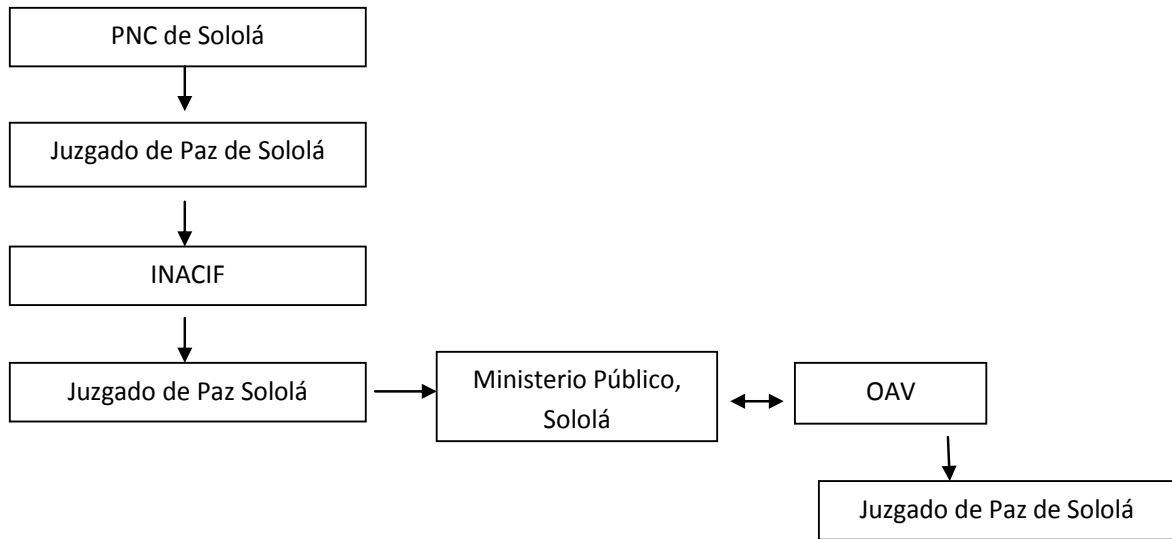 PNC de Sololá
Juzgado de Paz de Sololá
INACIF
Juzgado de Paz Sololá
Ministerio Público,
Sololá
OAV
Juzgado de Paz de Sololá